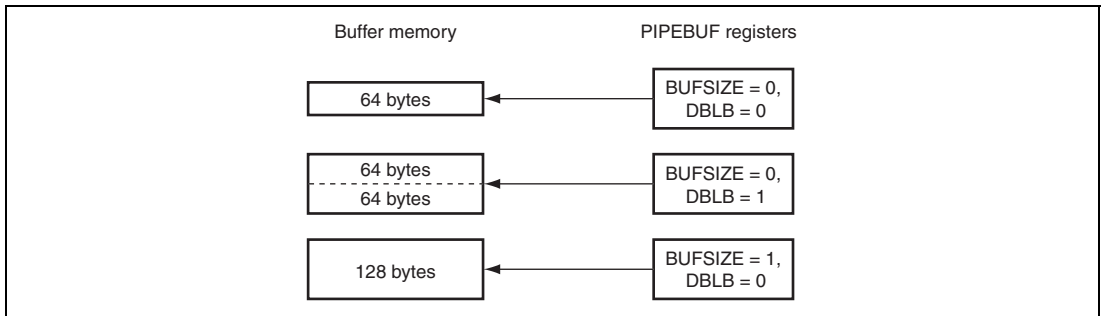 Buffer memory
PIPEBUF registers
64 bytes
BUFSIZE = 0,
DBLB = 0
64 bytes
64 bytes
BUFSIZE = 0,
DBLB = 1
128 bytes
BUFSIZE = 1,
DBLB = 0